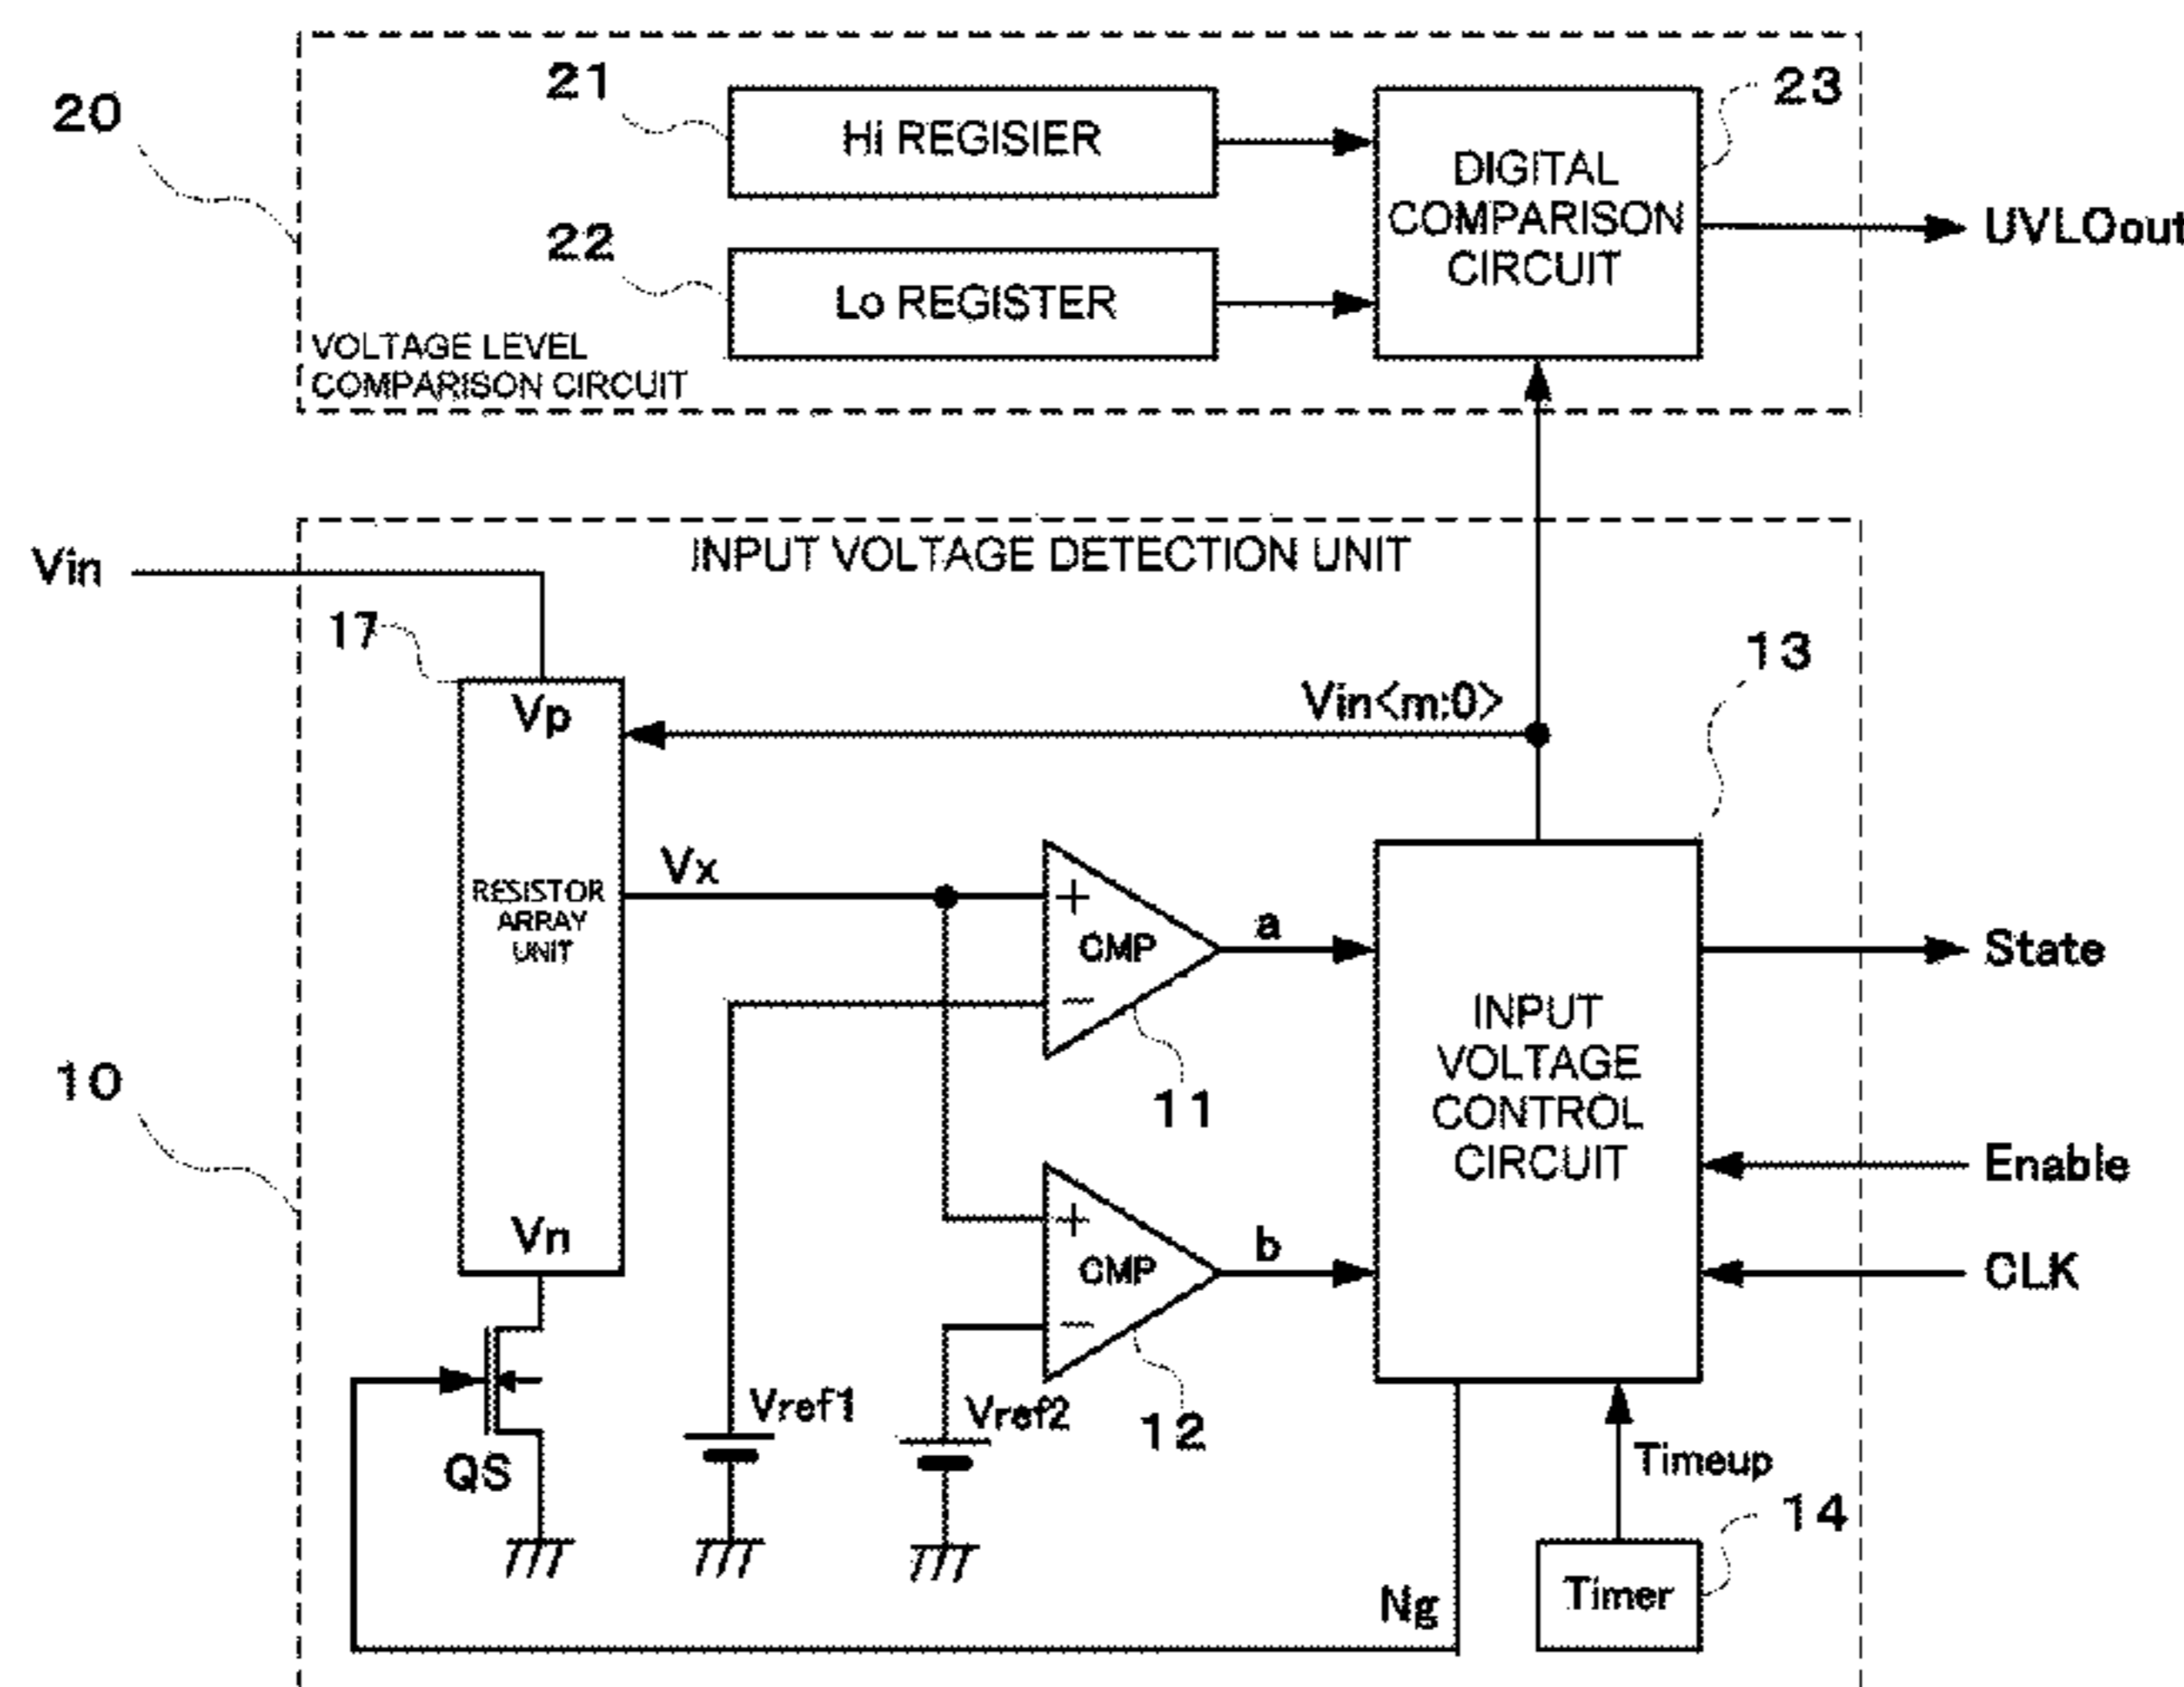 20
21
Hi REGISIER
22
Lo REGISTER
DIGITAL
COMPARISON
CIRCUIT
23
UVLOout
VOLTAGE LEVEL
COMPARISON CIRCUIT
INPUT VOLTAGE DETECTION UNIT
Vin
17
Vp
Vin<m:0>
13
RESISTOR
ARRAY
UNIT
Vx
+
CMP
−
a
11
INPUT
VOLTAGE
CONTROL
CIRCUIT
State
10
Vn
+
CMP
−
b
12
Enable
CLK
QS
Vref1
Vref2
Timeup
14
Timer
Ng